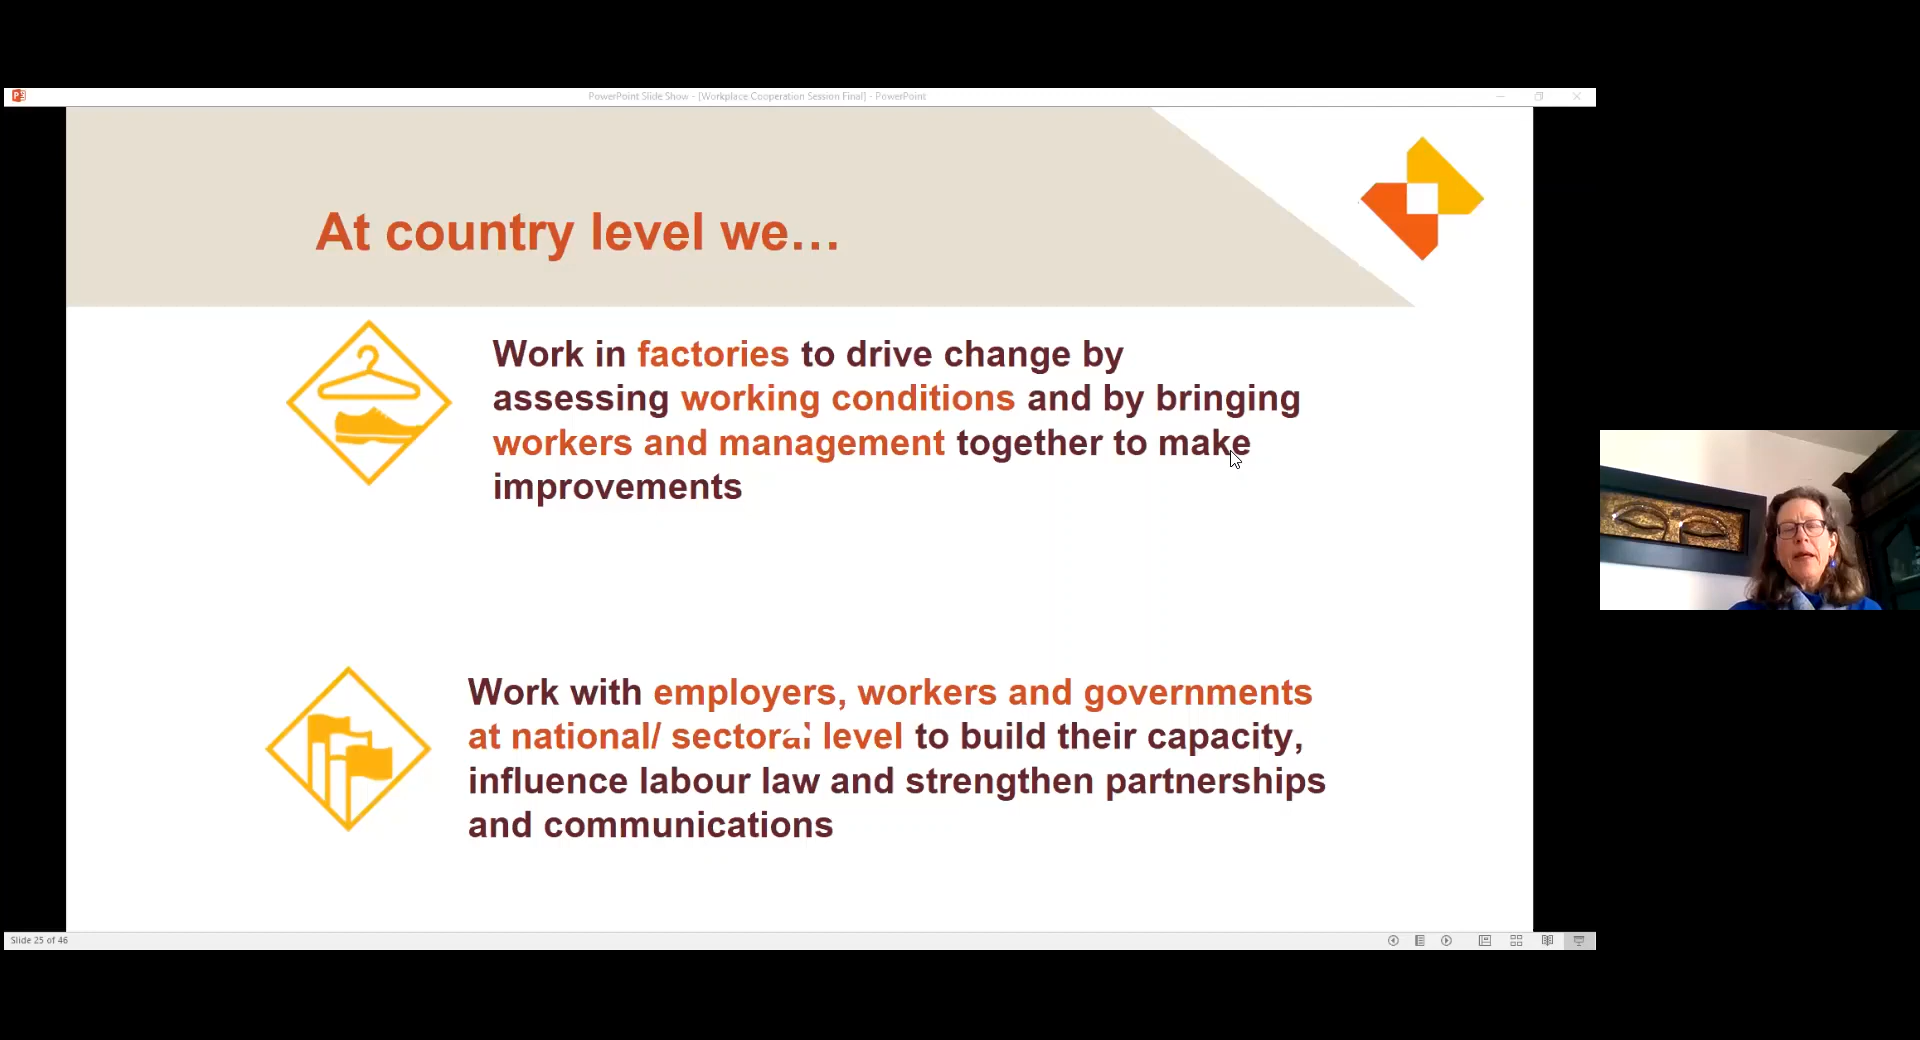 PowerPoint Slide Show - [Workplace Cooperation Session Final] - PowerPoint
At country level we...
Work in factories to drive change by
assessing working conditions and by bringing
workers and management together to make
improvements
Work with employers, workers and governments
at national/ sectoral level to build their capacity,
influence labour law and strengthen partnerships
and communications
Slide 25 of 46